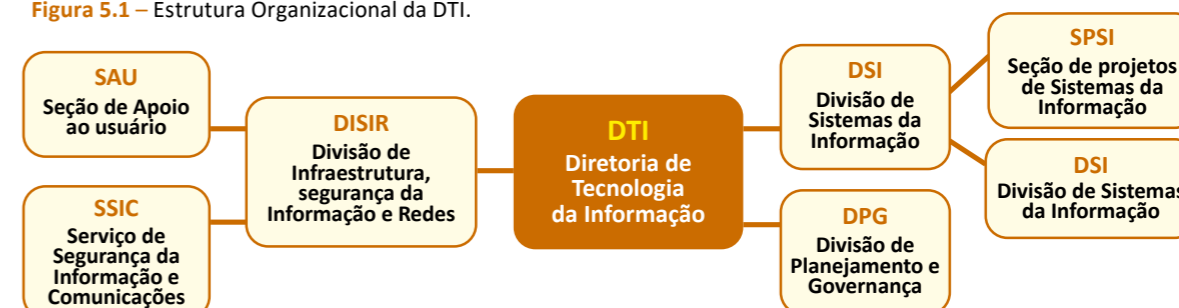 Figura 5.1 – Estrutura Organizacional da DTI.
SAU
Seção de Apoio
ao usuário
SSIC
Serviço de
Segurança da
Informação e
Comunicações
DISIR
Divisão de
Infraestrutura,
segurança da
Informação e Redes
DTI
Diretoria de
Tecnologia
da Informação
DSI
Divisão de
Sistemas da
Informação
DPG
Divisão de
Planejamento e
Governança
SPSI
Seção de projetos
de Sistemas da
Informação
DSI
Divisão de Sistemas
da Informação